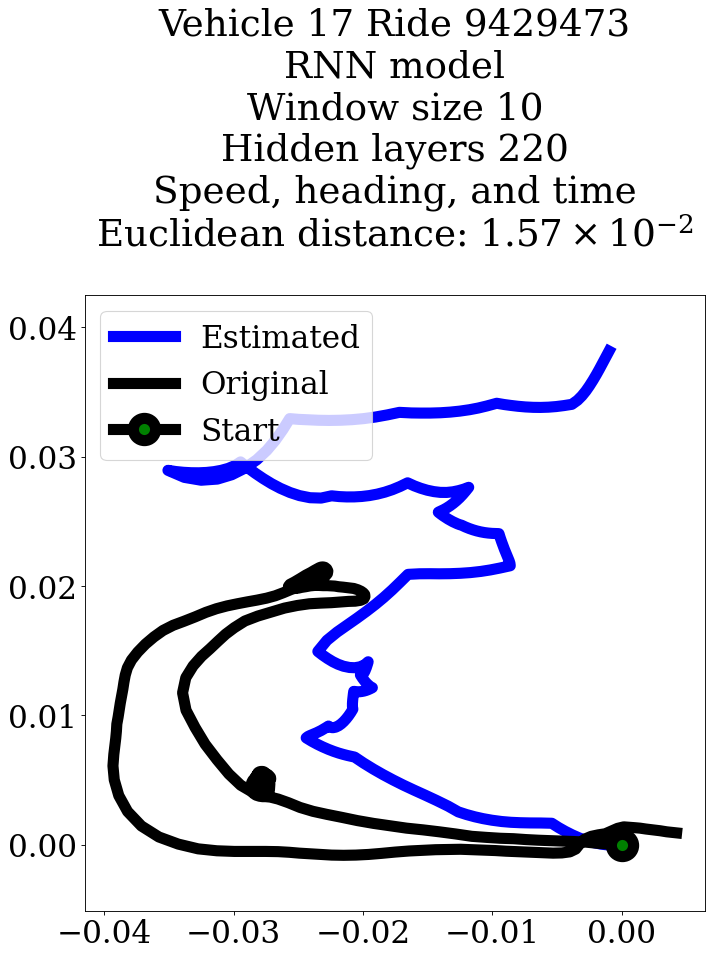 Vehicle 17 Ride 9429473
RNN model
Window size 10
Hidden layers 220
Speed, heading, and time
Euclidean distance: 1.57 × 10⁻²
Estimated
Original
Start
0.04
0.03
0.02
0.01
0.00
−0.04 −0.03 −0.02 −0.01 0.00